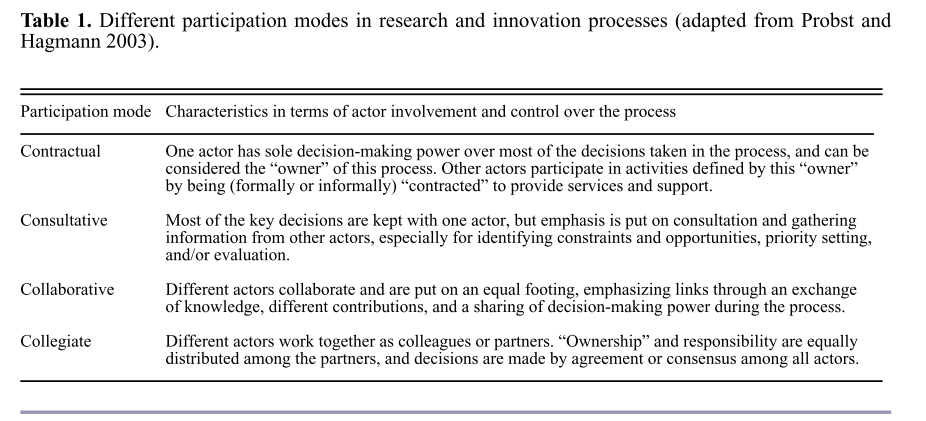 Table 1. Different participation modes in research and innovation processes (adapted from Probst and
Hagmann 2003).
Participation mode Characteristics in terms of actor involvement and control over the process
Contractual One actor has sole decision-making power over most of the decisions taken in the process, and can be
considered the “owner” of this process. Other actors participate in activities defined by this “owner”
by being (formally or informally) “contracted” to provide services and support.
Consultative Most of the key decisions are kept with one actor, but emphasis is put on consultation and gathering
information from other actors, especially for identifying constraints and opportunities, priority setting,
and/or evaluation.
Collaborative Different actors collaborate and are put on an equal footing, emphasizing links through an exchange
of knowledge, different contributions, and a sharing of decision-making power during the process.
Collegiate Different actors work together as colleagues or partners. “Ownership” and responsibility are equally
distributed among the partners, and decisions are made by agreement or consensus among all actors.